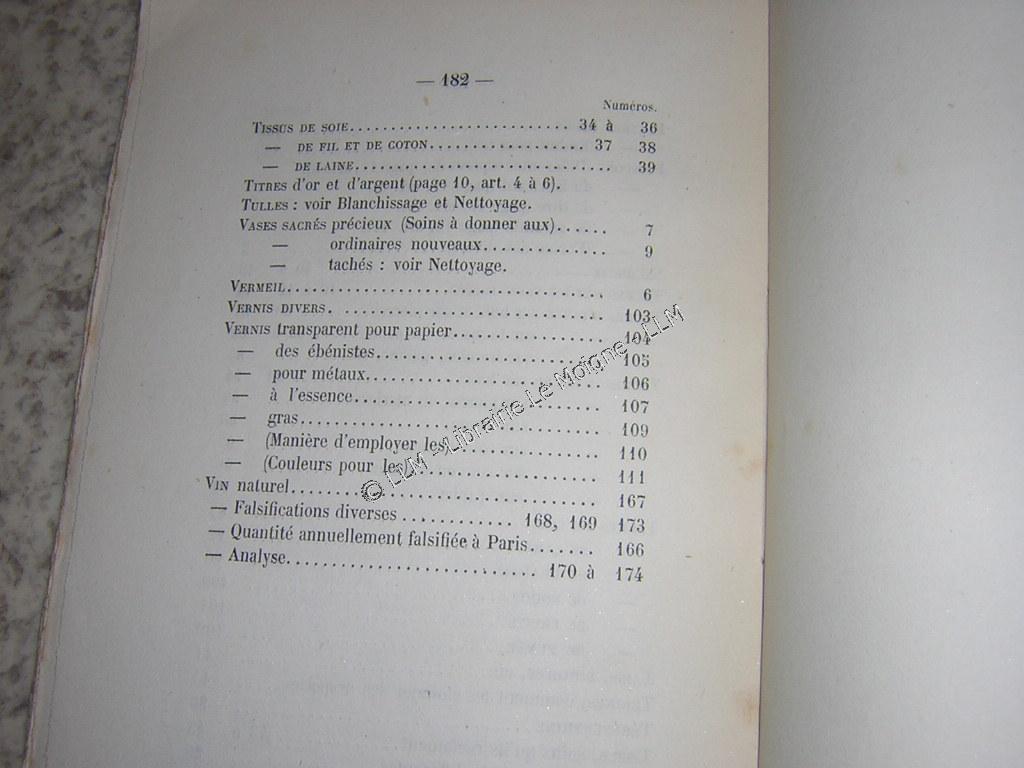 — 182 —
Numéros.
TISSUS DE SOIE........................... 34 à 36
— DE FIL ET DE COTON................... 37 38
— DE LAINE............................... 39
TITRES d'or et d'argent (page 10, art. 4 à 6).
TULLES : voir Blanchissage et Nettoyage.
VASES SACRÉS précieux (Soins à donner aux)...... 7
— ordinaires nouveaux............... 9
— tachés : voir Nettoyage.
VERMEIL...................................... 6
VERNIS DIVERS. ............................... 103
VERNIS transparent pour papier.................. 104
— des ébénistes........................... 105
— pour métaux............................ 106
— à l'essence.............................. 107
— gras.................................... 109
— (Manière d'employer les)................. 110
— (Couleurs pour les)...................... 111
VIN naturel..................................... 167
— Falsifications diverses ............ 168, 169 173
— Quantité annuellement falsifiée à Paris....... 166
— Analyse.............................. 170 à 174
© LLM - Librairie Le Moigne - LLM